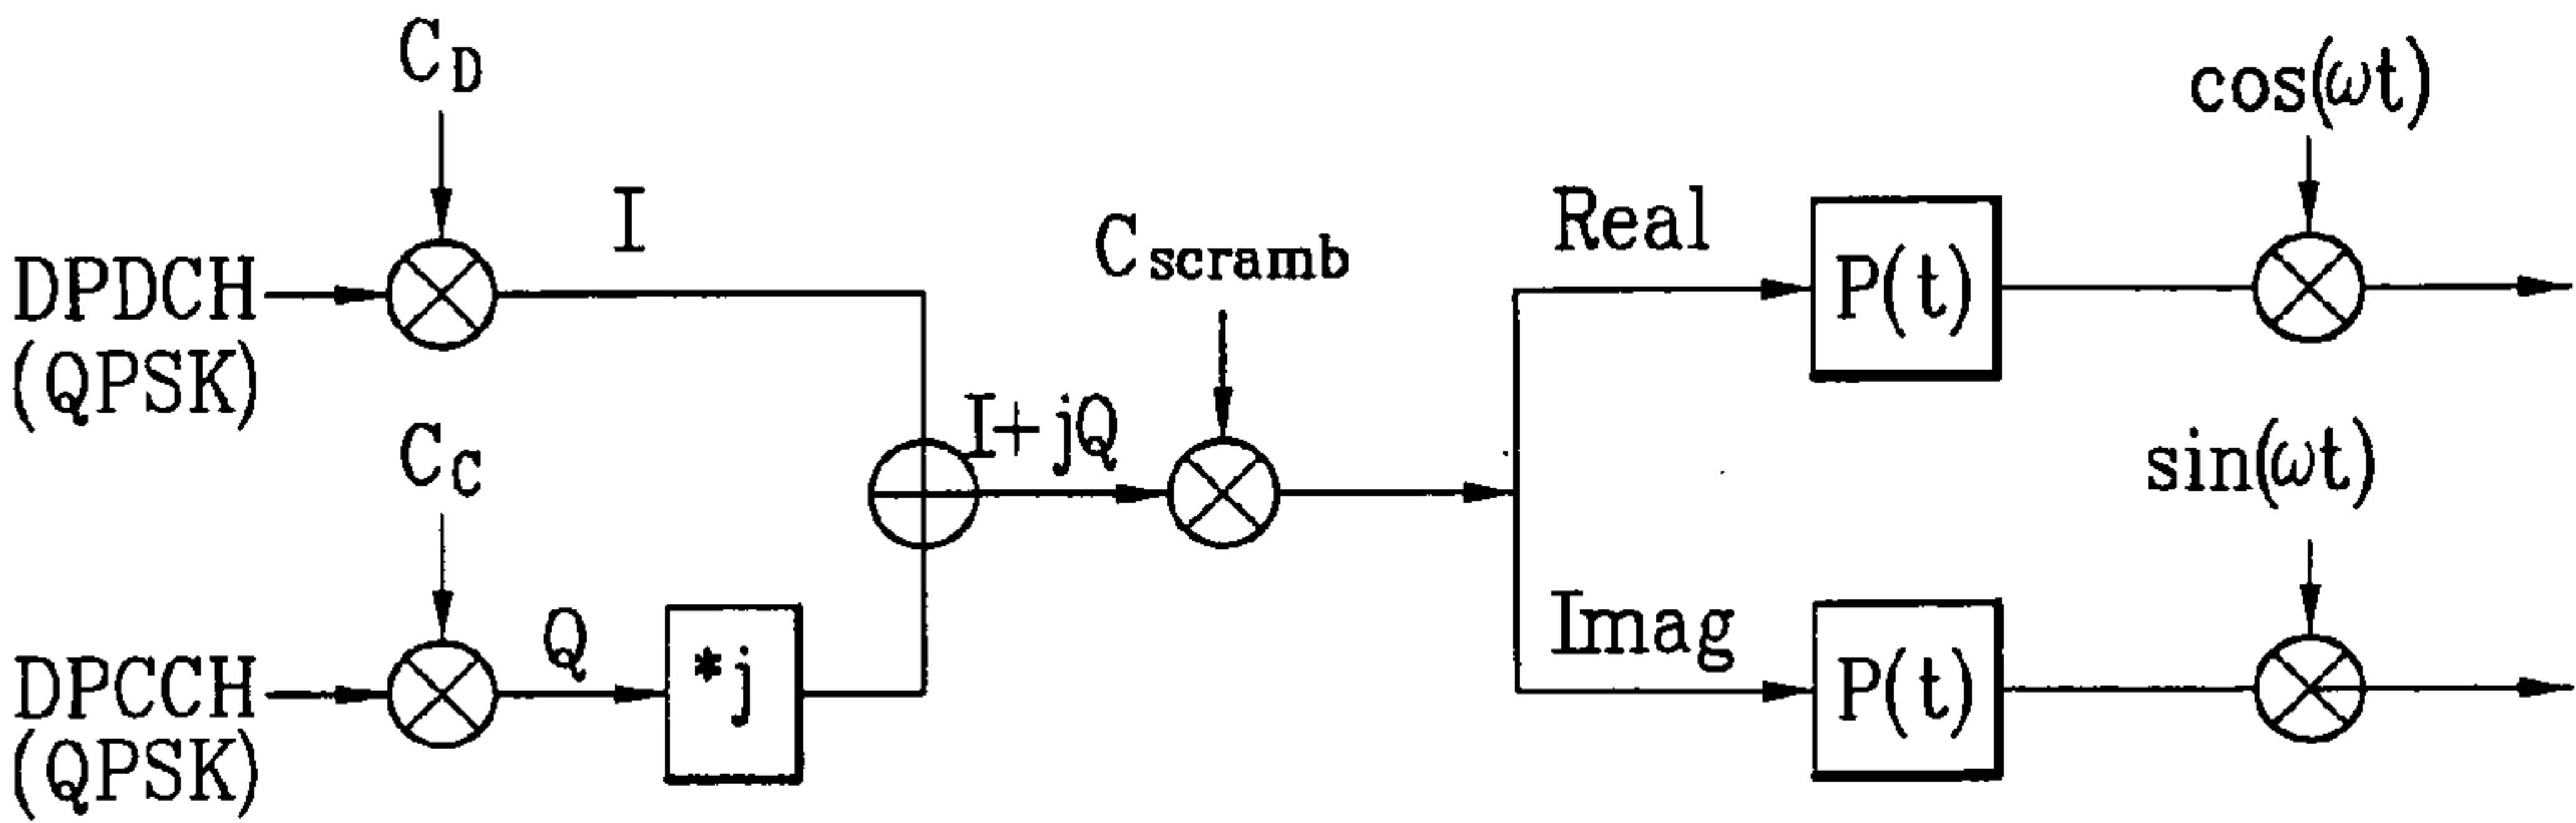 C_D
cos(ωt)
I
Real
C_scramb
DPDCH
(QPSK)
P(t)
I+jQ
C_C
sin(ωt)
Imag
Q
*j
DPCCH
(QPSK)
P(t)